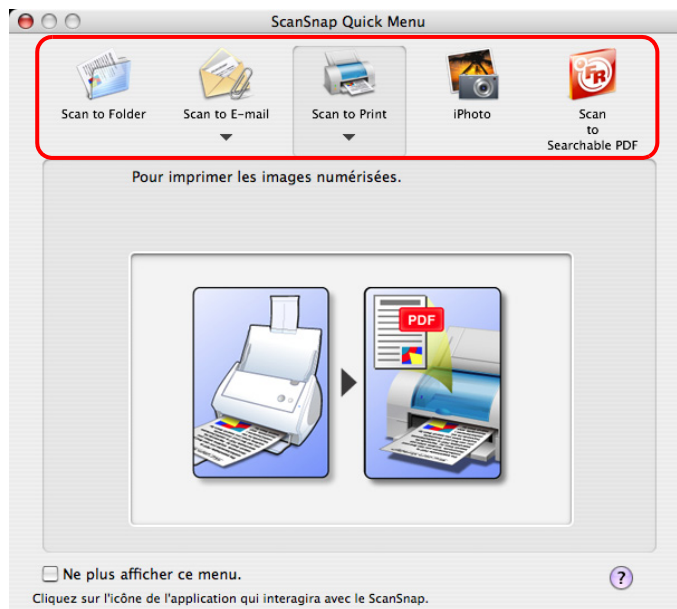 ScanSnap Quick Menu
Scan to Folder
Scan to E-mail
Scan to Print
iPhoto
Scan
to
Searchable PDF
Pour imprimer les images numérisées.
PDF
Ne plus afficher ce menu.
?
Cliquez sur l'icône de l'application qui interagira avec le ScanSnap.